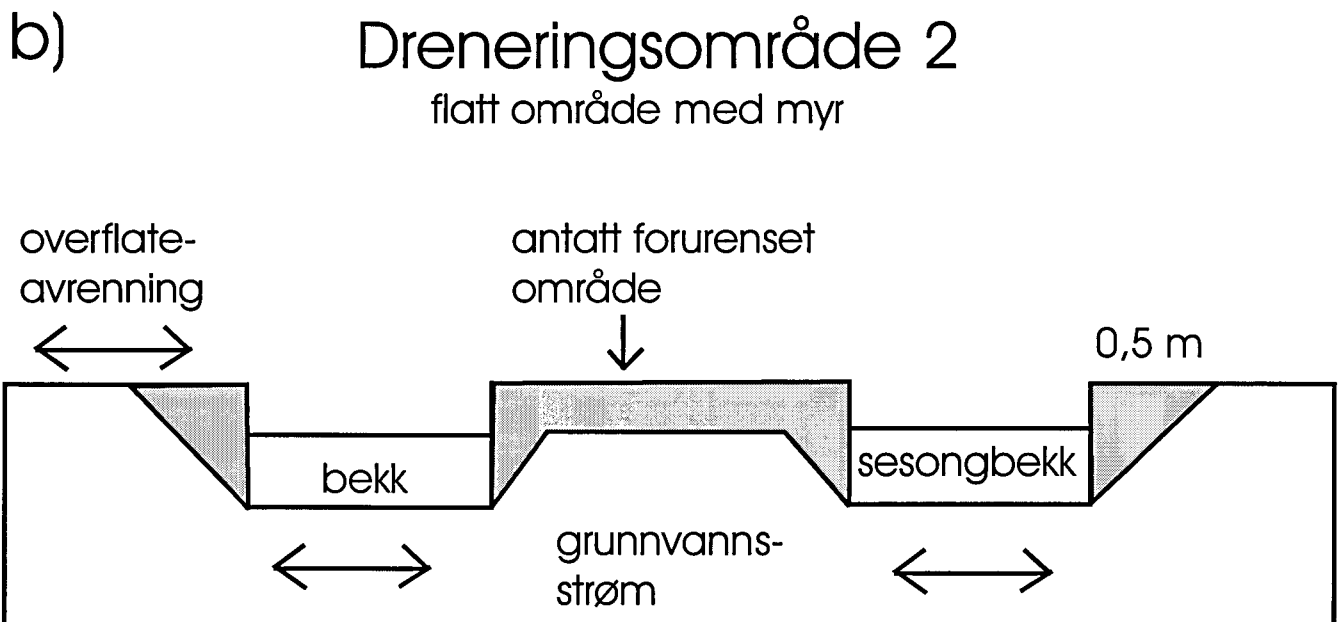 b)
Dreneringsområde 2
flatt område med myr
overflate-
avrenning
antatt forurenset
område
0,5 m
bekk
sesongbekk
grunnvanns-
strøm